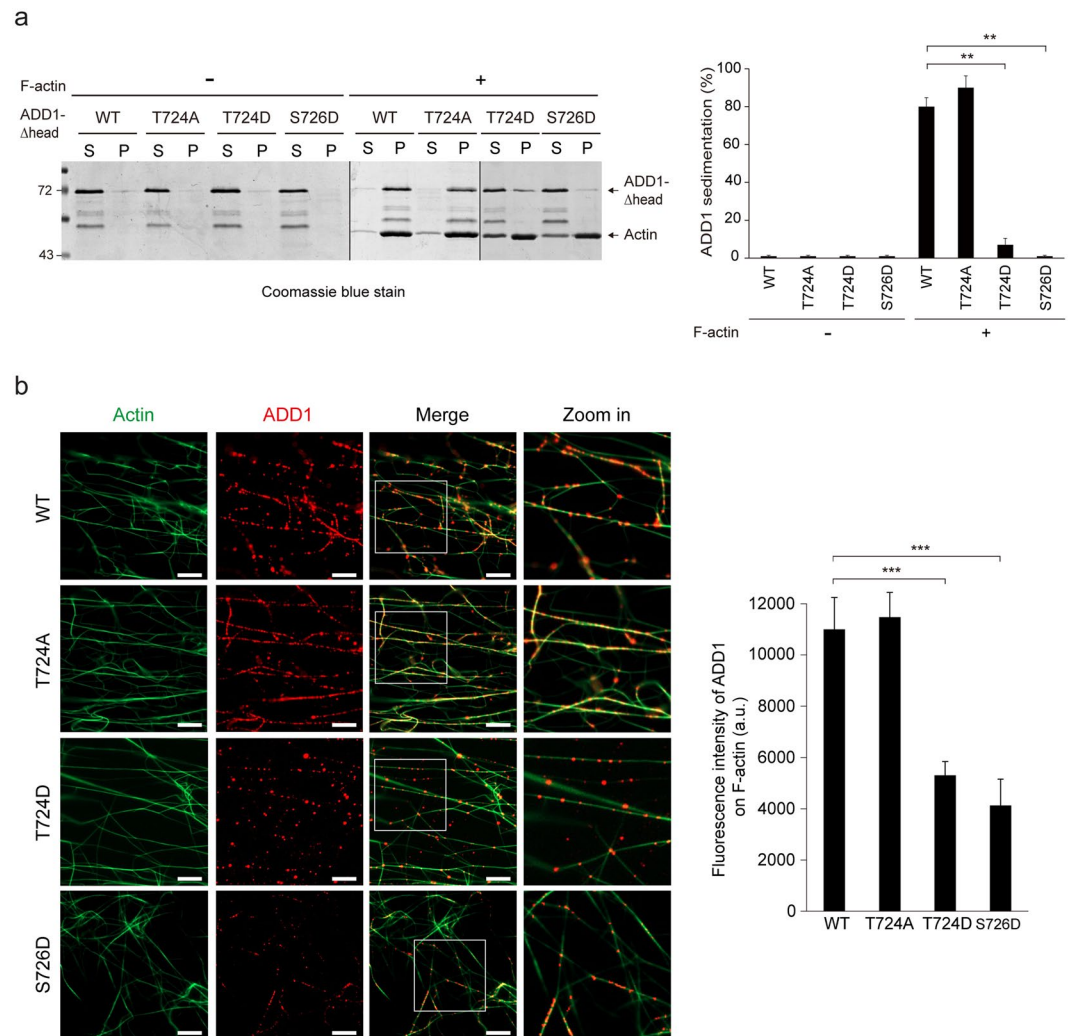 a
F-actin - +
ADD1-
Δhead
WT T724A T724D S726D WT T724A T724D S726D
S P S P S P S P S P S P S P S P
72
43
ADD1-
Δhead
Actin
Coomassie blue stain
ADD1 sedimentation (%)
100
80
60
40
20
0
**
**
WT T724A T724D S726D WT T724A T724D S726D
F-actin - +
b
Actin ADD1 Merge Zoom in
WT
T724A
T724D
S726D
Fluorescence intensity of ADD1
on F-actin (a.u.)
12000
10000
8000
6000
4000
2000
0
***
***
WT T724A T724D S726D